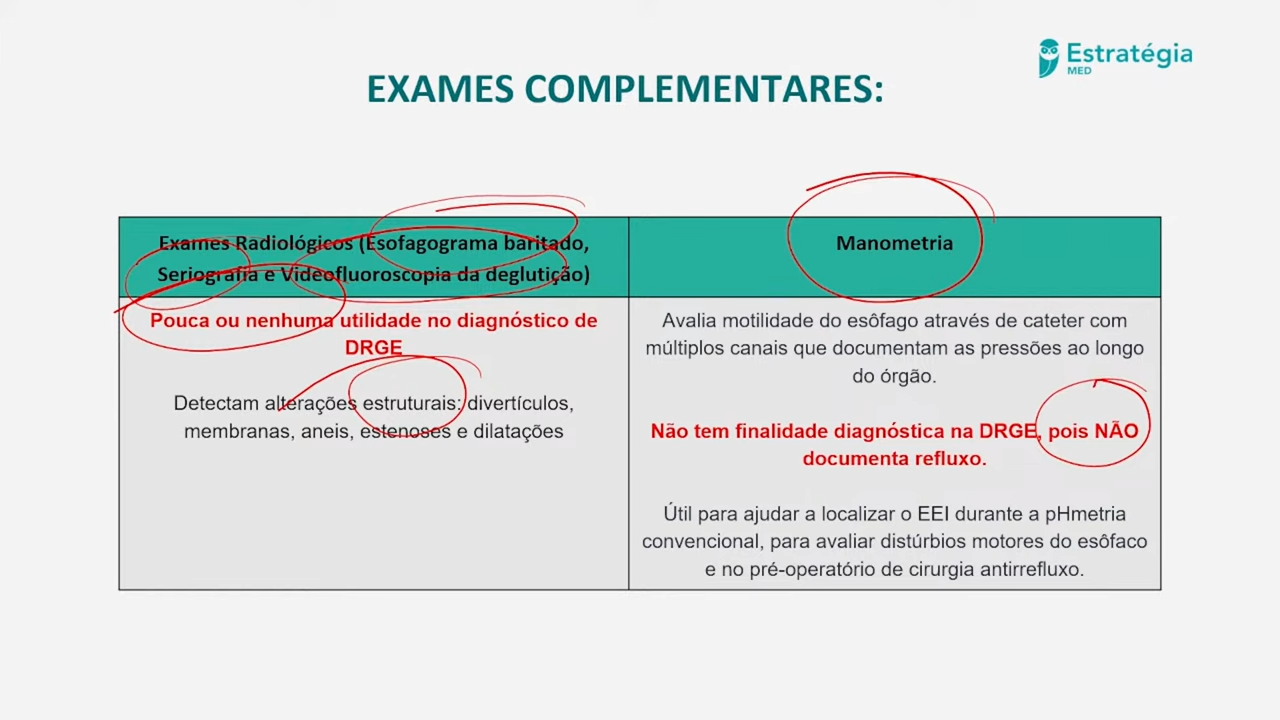 Estratégia
MED
EXAMES COMPLEMENTARES:
Exames Radiológicos (Esofagograma baritado,
Seriografia e Videofluoroscopia da deglutição)
Manometria
Pouca ou nenhuma utilidade no diagnóstico de
DRGE
Detectam alterações estruturais: divertículos,
membranas, aneis, estenoses e dilatações
Avalia motilidade do esôfago através de cateter com
múltiplos canais que documentam as pressões ao longo
do órgão.
Não tem finalidade diagnóstica na DRGE, pois NÃO
documenta refluxo.
Útil para ajudar a localizar o EEI durante a pHmetria
convencional, para avaliar distúrbios motores do esôfaco
e no pré-operatório de cirurgia antirrefluxo.